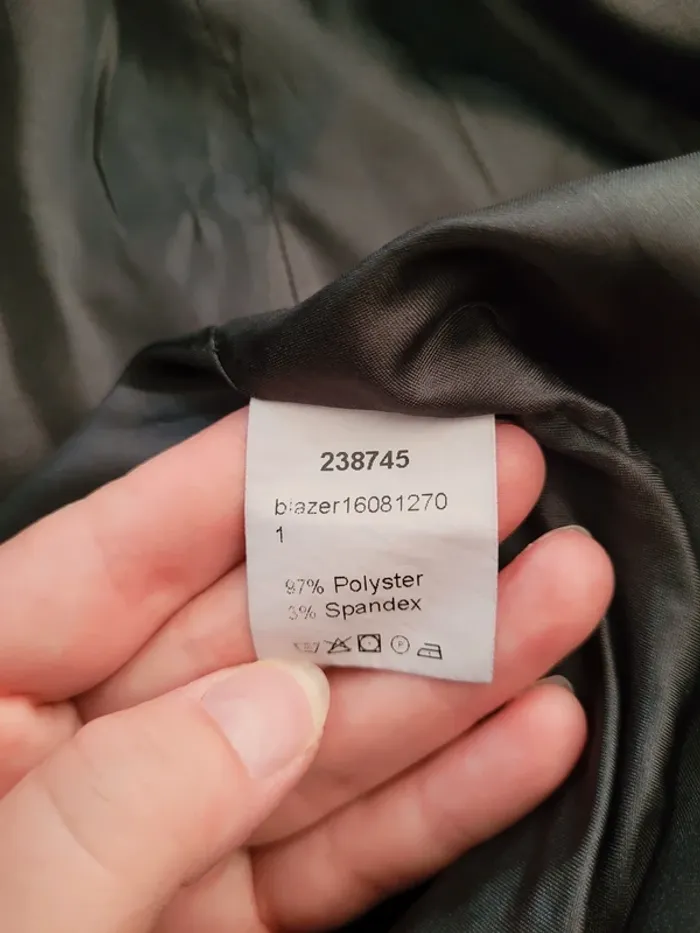 238745
blazer16081270
1
97% Polyster
3% Spandex